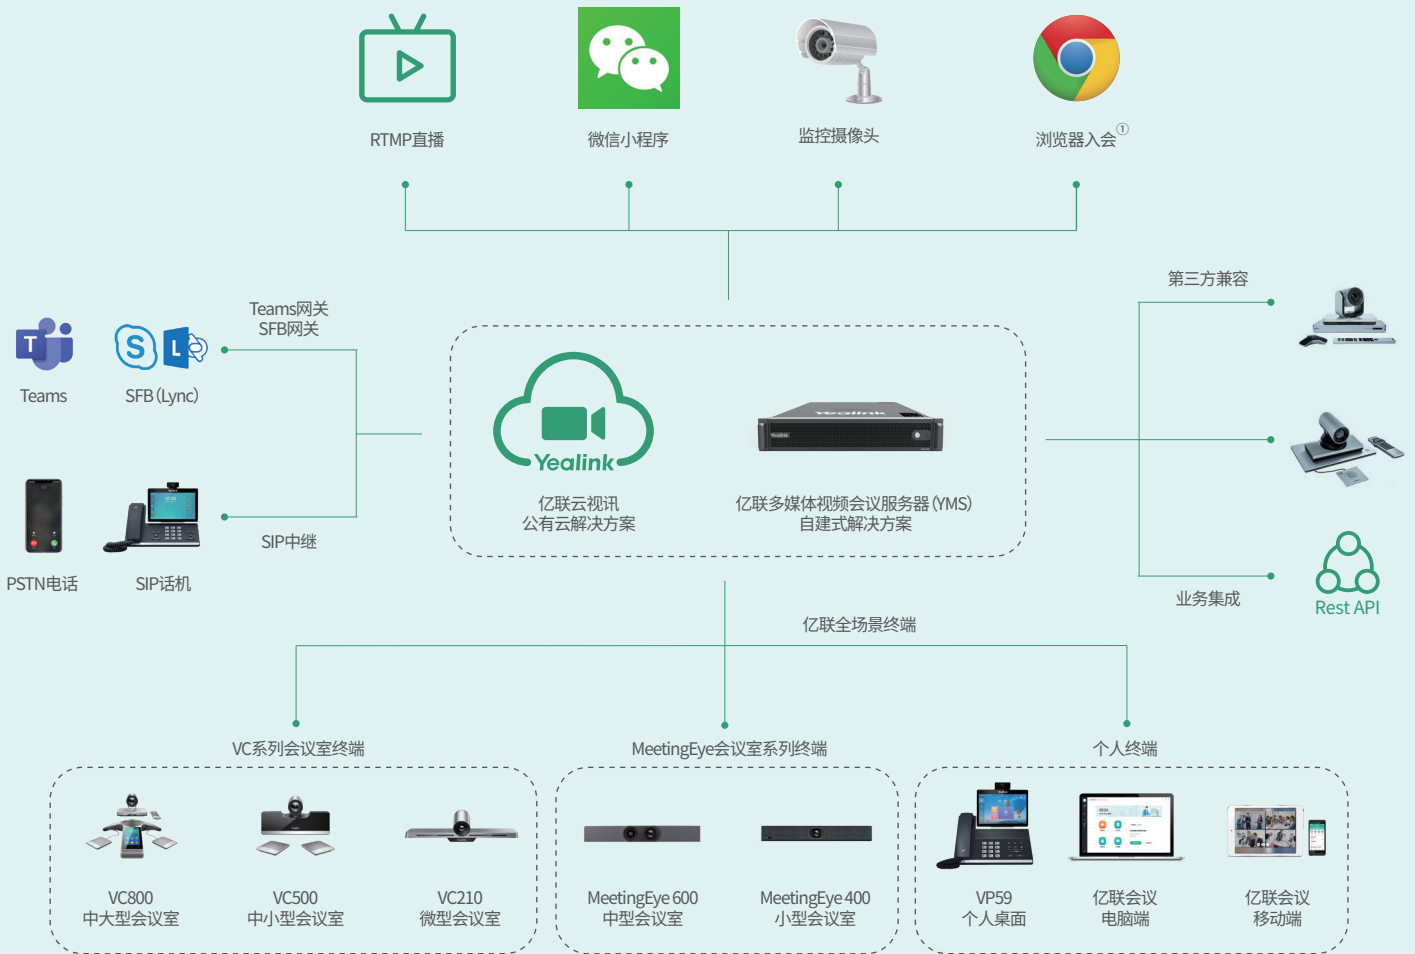 RTMP直播
微信小程序
监控摄像头
浏览器入会①
Teams网关
SFB网关
第三方兼容
T
S
L
Teams
SFB（Lync）
Yealink
Yealink
Yealink
亿联云视讯
公有云解决方案
亿联多媒体视频会议服务器（YMS）
自建式解决方案
SIP中继
PSTN电话
SIP话机
业务集成
Rest API
亿联全场景终端
VC系列会议室终端
MeetingEye会议室系列终端
个人终端
VC800
中大型会议室
VC500
中小型会议室
VC210
微型会议室
MeetingEye 600
中型会议室
MeetingEye 400
小型会议室
VP59
个人桌面
亿联会议
电脑端
亿联会议
移动端